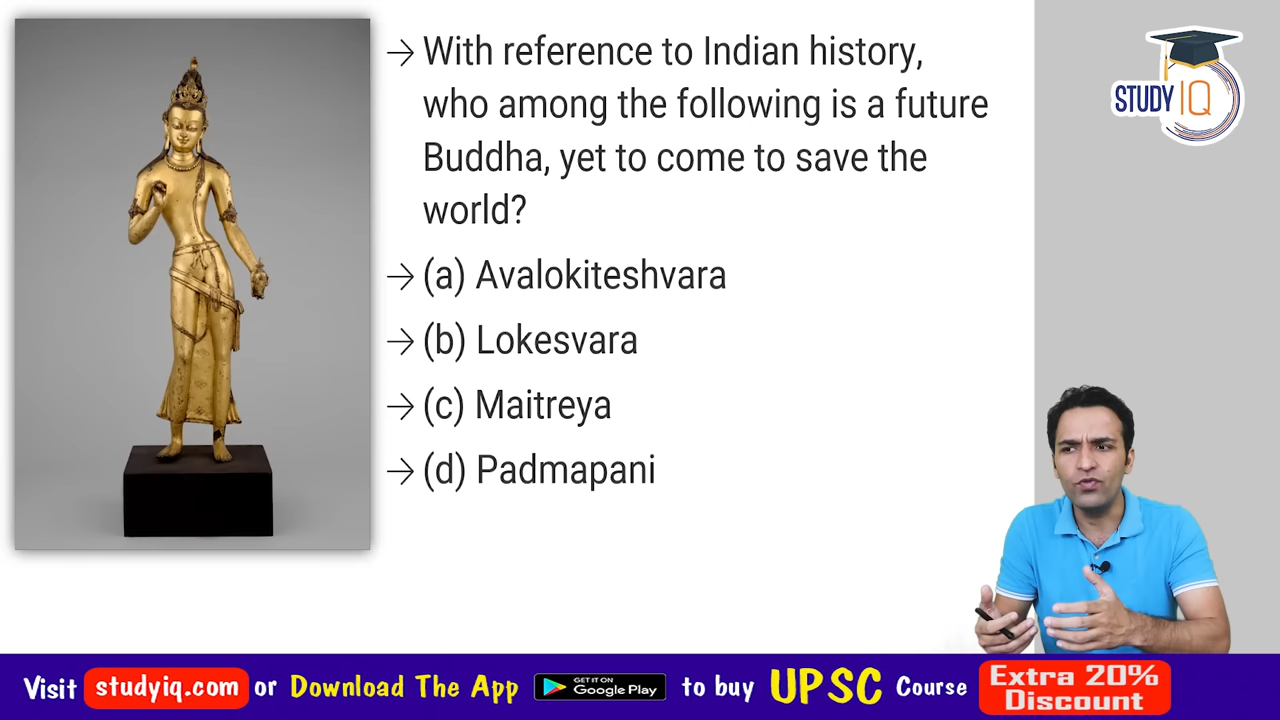 → With reference to Indian history,
who among the following is a future
Buddha, yet to come to save the
world?
→ (a) Avalokiteshvara
→ (b) Lokesvara
→ (c) Maitreya
→ (d) Padmapani
STUDY IQ
Visit studyiq.com or Download The App GET IT ON Google Play to buy UPSC Course Extra 20% Discount